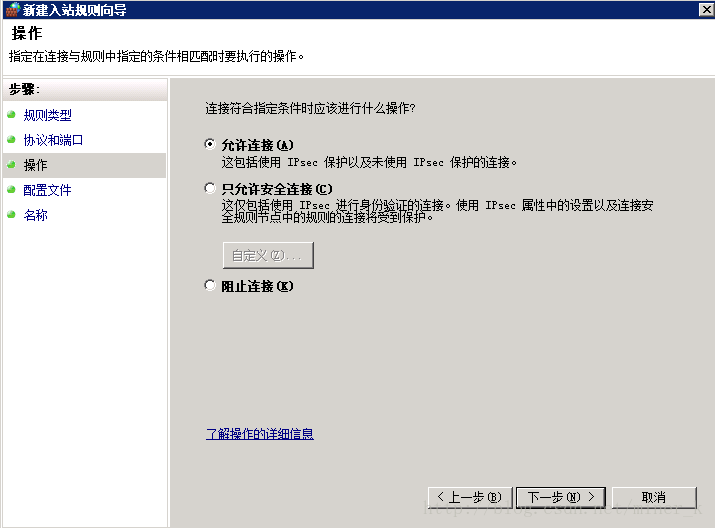 新建入站规则向导
操作
指定在连接与规则中指定的条件相匹配时要执行的操作。
步骤:
规则类型
协议和端口
操作
配置文件
名称
连接符合指定条件时应该进行什么操作?
允许连接(A)
这包括使用 IPsec 保护以及未使用 IPsec 保护的连接。
只允许安全连接(C)
这仅包括使用 IPsec 进行身份验证的连接。使用 IPsec 属性中的设置以及连接安
全规则节点中的规则的连接将受到保护。
自定义(Z)...
阻止连接(K)
了解操作的详细信息
< 上一步(B)
下一步(N) >
取消